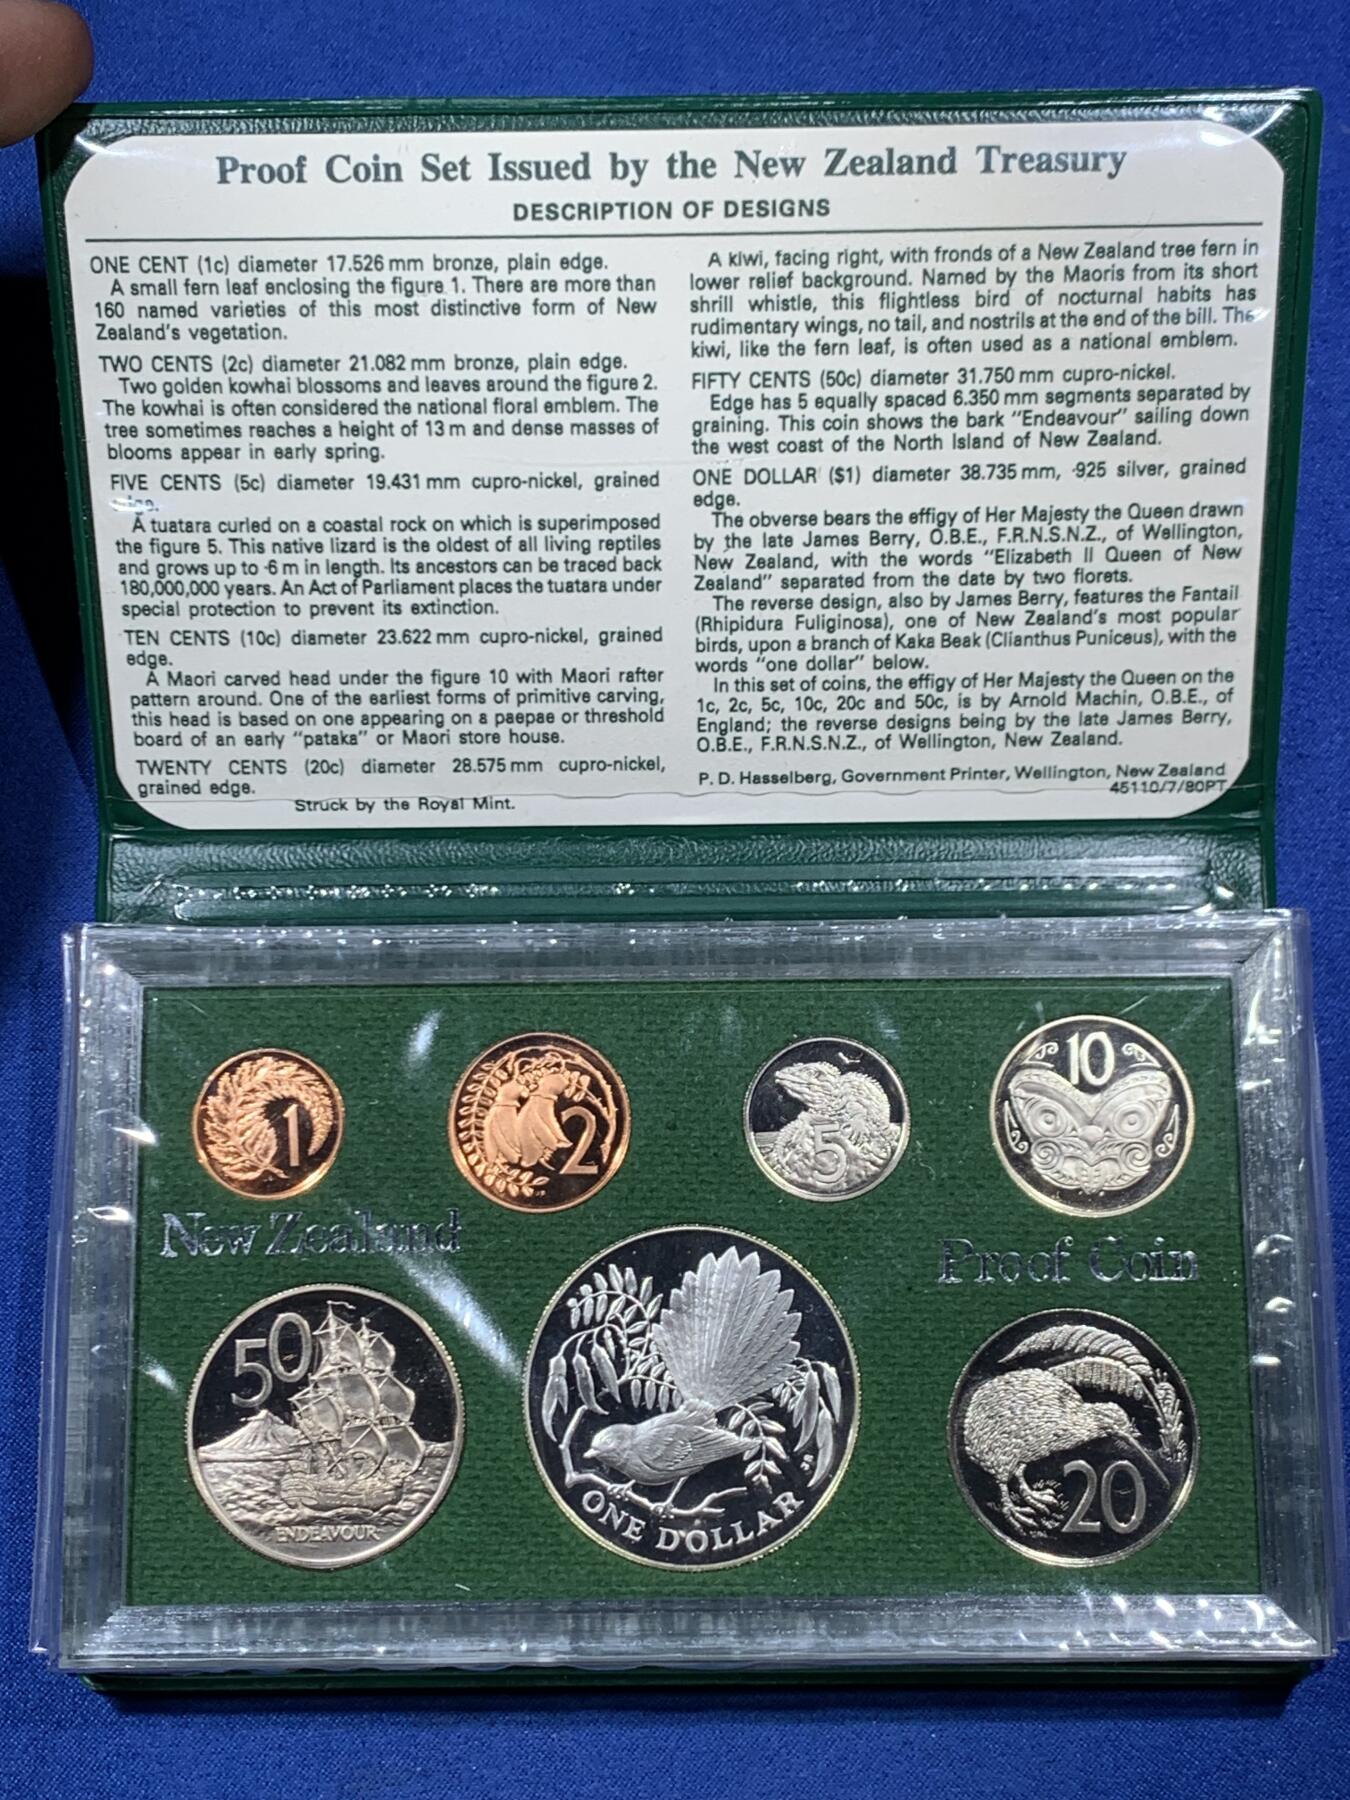 Proof Coin Set Issued by the New Zealand Treasury
DESCRIPTION OF DESIGNS
ONE CENT (1c) diameter 17.526 mm bronze, plain edge.
A small fern leaf enclosing the figure 1. There are more than
160 named varieties of this most distinctive form of New
Zealand's vegetation.
TWO CENTS (2c) diameter 21.082 mm bronze, plain edge.
Two golden kowhai blossoms and leaves around the figure 2.
The kowhai is often considered the national floral emblem. The
tree sometimes reaches a height of 13 m and dense masses of
blooms appear in early spring.
FIVE CENTS (5c) diameter 19.431 mm cupro-nickel, grained
edge.
A tuatara curled on a coastal rock on which is superimposed
the figure 5. This native lizard is the oldest of all living reptiles
and grows up to ·6 m in length. Its ancestors can be traced back
180,000,000 years. An Act of Parliament places the tuatara under
special protection to prevent its extinction.
TEN CENTS (10c) diameter 23.622 mm cupro-nickel, grained
edge.
A Maori carved head under the figure 10 with Maori rafter
pattern around. One of the earliest forms of primitive carving,
this head is based on one appearing on a paepae or threshold
board of an early "pataka" or Maori store house.
TWENTY CENTS (20c) diameter 28.575 mm cupro-nickel,
grained edge.
Struck by the Royal Mint.
A kiwi, facing right, with fronds of a New Zealand tree fern in
lower relief background. Named by the Maoris from its short
shrill whistle, this flightless bird of nocturnal habits has
rudimentary wings, no tail, and nostrils at the end of the bill. The
kiwi, like the fern leaf, is often used as a national emblem.
FIFTY CENTS (50c) diameter 31.750 mm cupro-nickel.
Edge has 5 equally spaced 6.350 mm segments separated by
graining. This coin shows the bark "Endeavour" sailing down
the west coast of the North Island of New Zealand.
ONE DOLLAR ($1) diameter 38.735 mm, ·925 silver, grained
edge.
The obverse bears the effigy of Her Majesty the Queen drawn
by the late James Berry, O.B.E., F.R.N.S.N.Z., of Wellington,
New Zealand, with the words "Elizabeth II Queen of New
Zealand" separated from the date by two florets.
The reverse design, also by James Berry, features the Fantail
(Rhipidura Fuliginosa), one of New Zealand's most popular
birds, upon a branch of Kaka Beak (Clianthus Puniceus), with the
words "one dollar" below.
In this set of coins, the effigy of Her Majesty the Queen on the
1c, 2c, 5c, 10c, 20c and 50c, is by Arnold Machin, O.B.E., of
England; the reverse designs being by the late James Berry,
O.B.E., F.R.N.S.N.Z., of Wellington, New Zealand.
P. D. Hasselberg, Government Printer, Wellington, New Zealand
45110/7/80PT
1
2
5
10
New Zealand
Proof Coin
50
ENDEAVOUR
JB
ONE DOLLAR
20